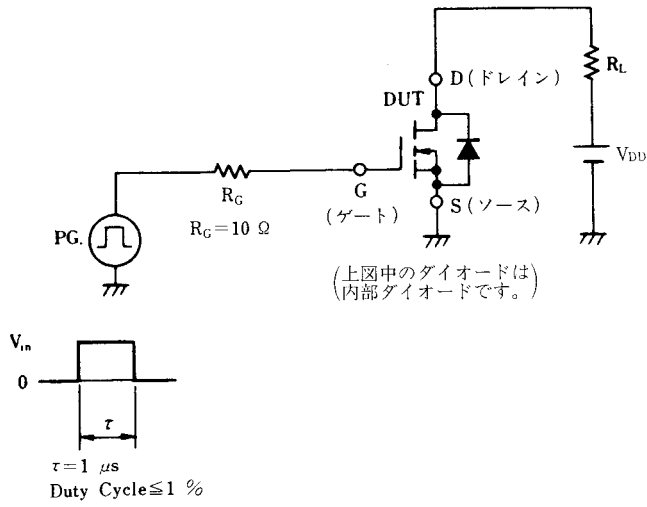 D(ドレイン)
R_L
DUT
V_DD
R_G
G
S(ソース)
PG.
R_G=10 Ω
(ゲート)
(上図中のダイオードは
内部ダイオードです。)
V_in
0
τ
τ=1 μs
Duty Cycle≦1 %